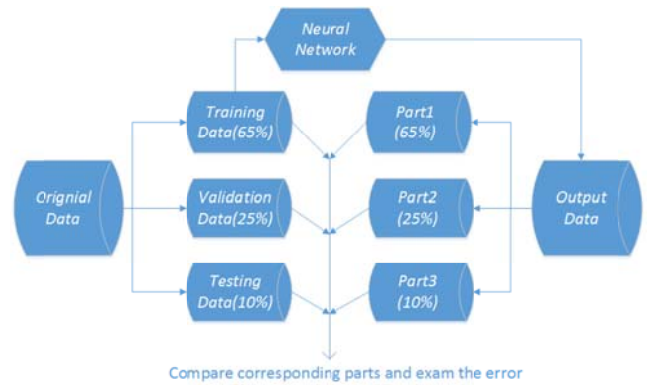 Neural
Network
Training
Data(65%)
Part1
(65%)
Orignial
Data
Validation
Data(25%)
Part2
(25%)
Output
Data
Testing
Data(10%)
Part3
(10%)
Compare corresponding parts and exam the error